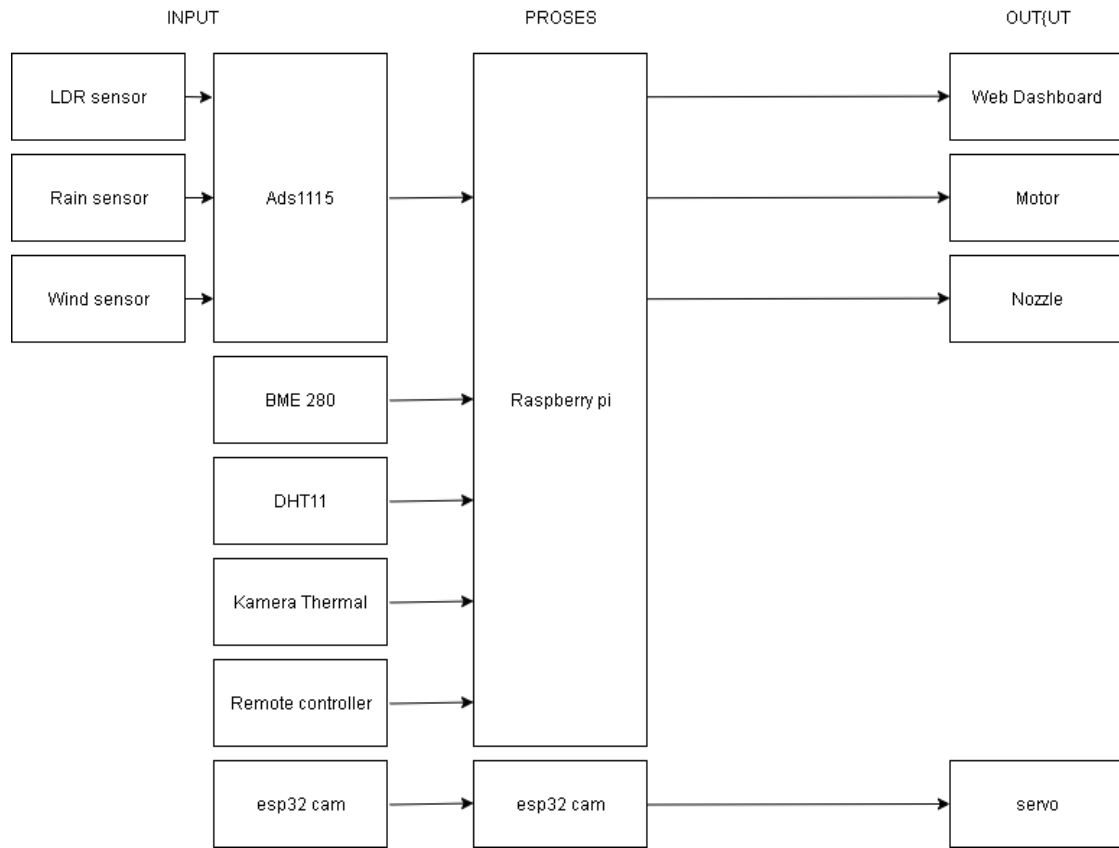 INPUT
PROSES
OUT{UT
LDR sensor
Rain sensor
Wind sensor
Ads1115
BME 280
DHT11
Kamera Thermal
Remote controller
esp32 cam
Raspberry pi
esp32 cam
Web Dashboard
Motor
Nozzle
servo